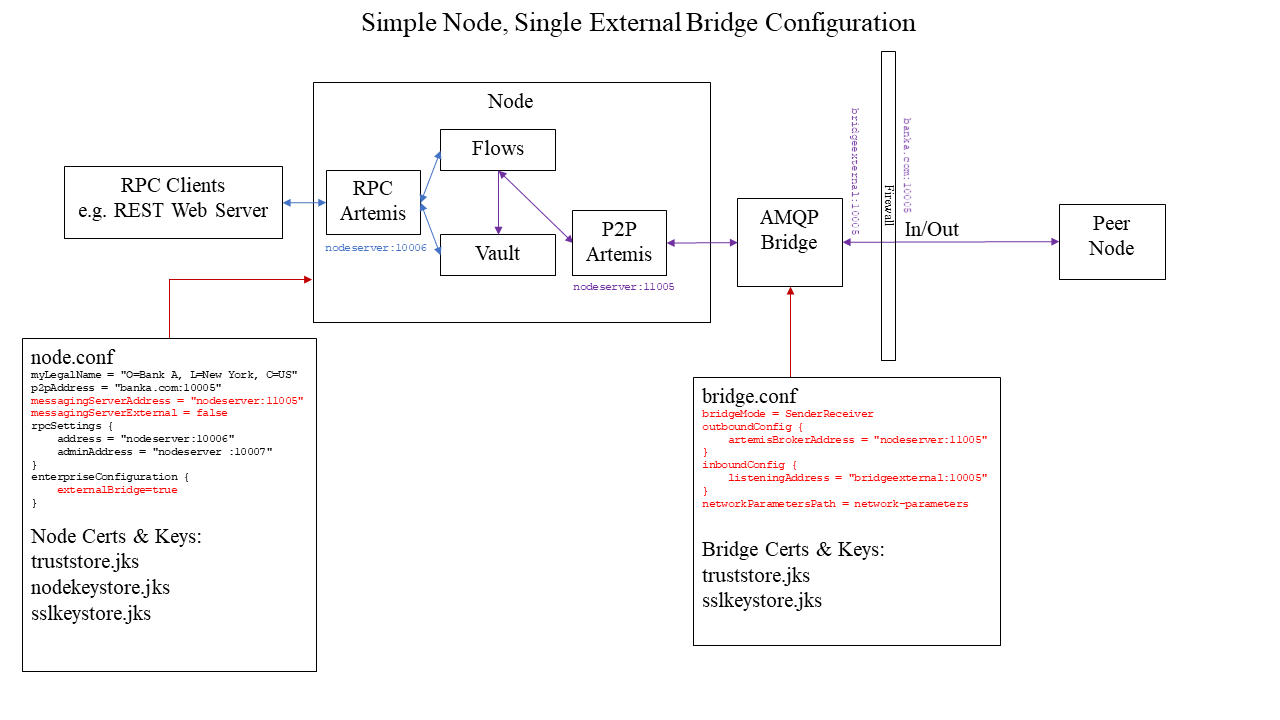 Simple Node, Single External Bridge Configuration
Node
Flows
RPC Clients
e.g. REST Web Server
RPC
Artemis
nodeserver:10006
Vault
P2P
Artemis
nodeserver:11005
AMQP
Bridge
bridgeexternal:10005
Firewall
banka.com:10005
In/Out
Peer
Node
node.conf
myLegalName = "O=Bank A, L=New York, C=US"
p2pAddress = "banka.com:10005"
messagingServerAddress = "nodeserver:11005"
messagingServerExternal = false
rpcSettings {
    address = "nodeserver:10006"
    adminAddress = "nodeserver :10007"
}
enterpriseConfiguration {
    externalBridge=true
}
Node Certs & Keys:
truststore.jks
nodekeystore.jks
sslkeystore.jks
bridge.conf
bridgeMode = SenderReceiver
outboundConfig {
    artemisBrokerAddress = "nodeserver:11005"
}
inboundConfig {
    listeningAddress = "bridgeexternal:10005"
}
networkParametersPath = network-parameters
Bridge Certs & Keys:
truststore.jks
sslkeystore.jks